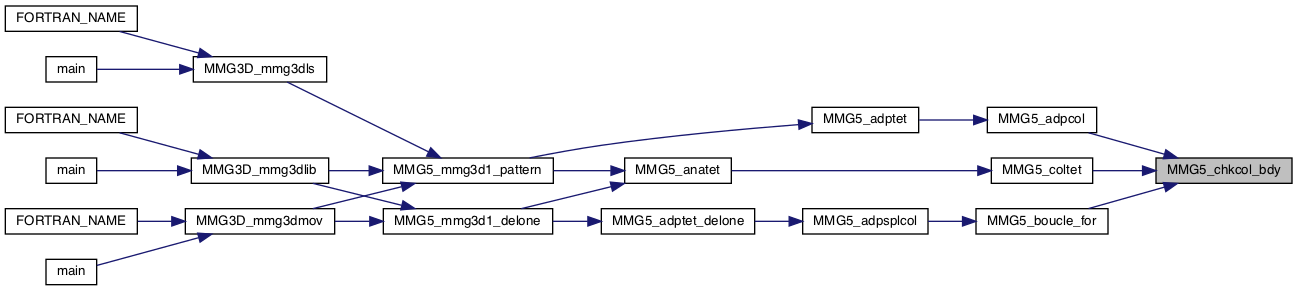 FORTRAN_NAME
main
MMG3D_mmg3dls
FORTRAN_NAME
MMG5_adptet
MMG5_adpcol
main
MMG3D_mmg3dlib
MMG5_mmg3d1_pattern
MMG5_anatet
MMG5_coltet
MMG5_chkcol_bdy
FORTRAN_NAME
MMG3D_mmg3dmov
MMG5_mmg3d1_delone
MMG5_adptet_delone
MMG5_adpsplcol
MMG5_boucle_for
main